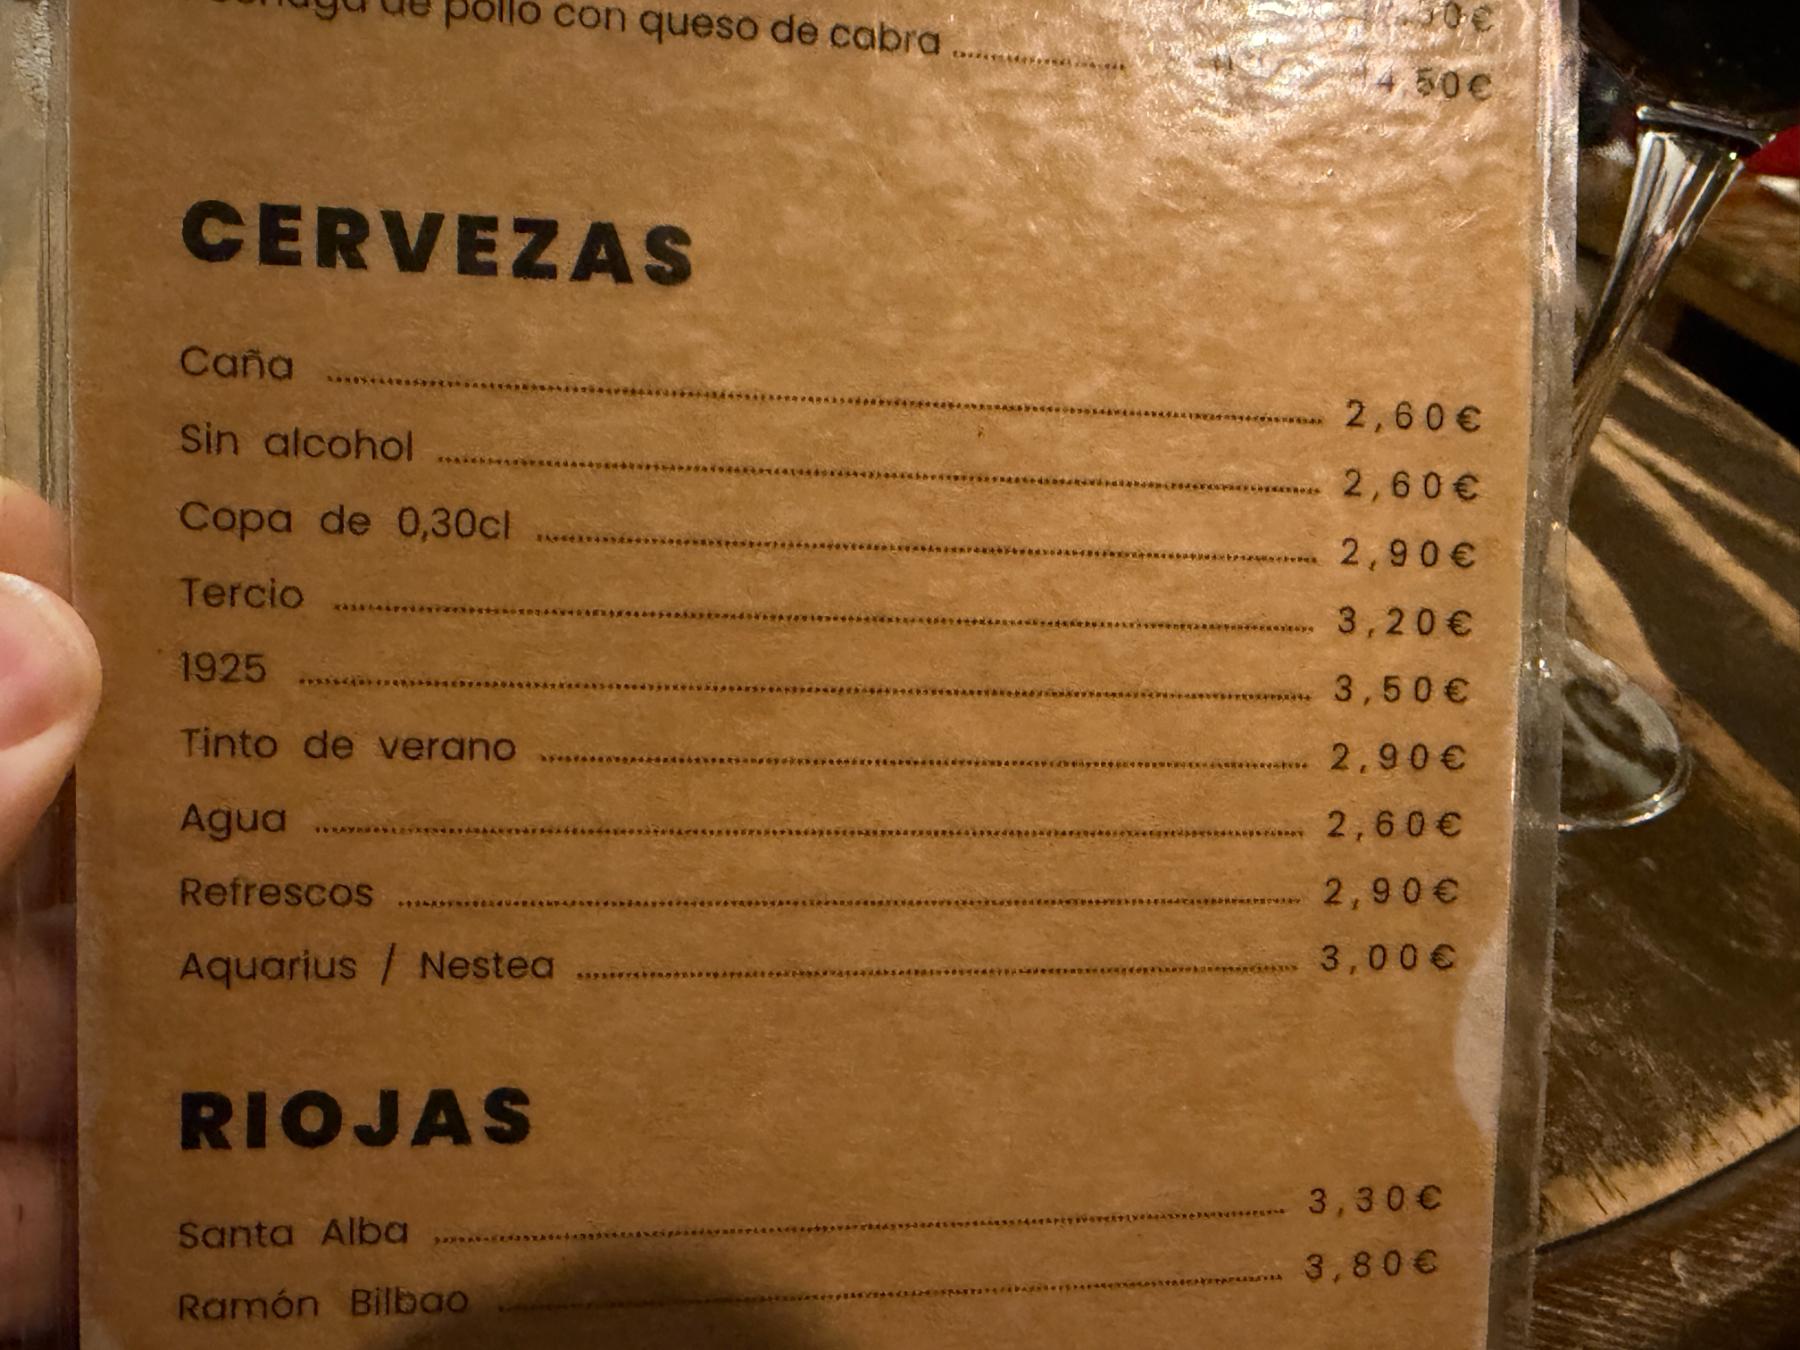 de pollo con queso de cabra ........ 0€
4,50€
CERVEZAS
Caña ........ 2,60€
Sin alcohol ........ 2,60€
Copa de 0,30cl ........ 2,90€
Tercio ........ 3,20€
1925 ........ 3,50€
Tinto de verano ........ 2,90€
Agua ........ 2,60€
Refrescos ........ 2,90€
Aquarius / Nestea ........ 3,00€
RIOJAS
Santa Alba ........ 3,30€
Ramón Bilbao ........ 3,80€